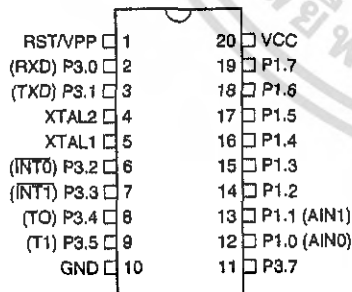 RST/VPP 1 20 VCC
(RXD) P3.0 2 19 P1.7
(TXD) P3.1 3 18 P1.6
XTAL2 4 17 P1.5
XTAL1 5 16 P1.4
(INT0) P3.2 6 15 P1.3
(INT1) P3.3 7 14 P1.2
(TO) P3.4 8 13 P1.1 (AIN1)
(T1) P3.5 9 12 P1.0 (AIN0)
GND 10 11 P3.7